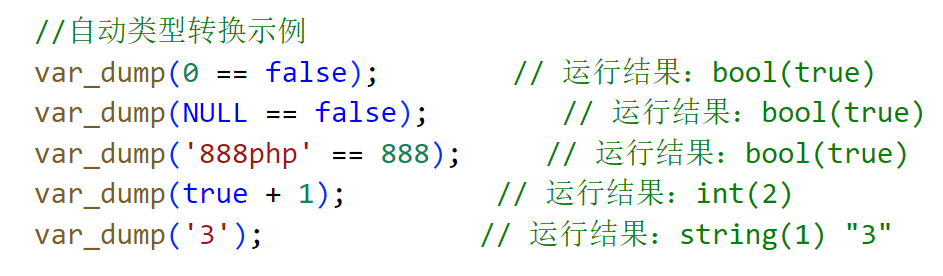 //自动类型转换示例
var_dump(0 == false);        // 运行结果：bool(true)
var_dump(NULL == false);        // 运行结果：bool(true)
var_dump('888php' == 888);     // 运行结果：bool(true)
var_dump(true + 1);         // 运行结果：int(2)
var_dump('3');             // 运行结果：string(1) "3"